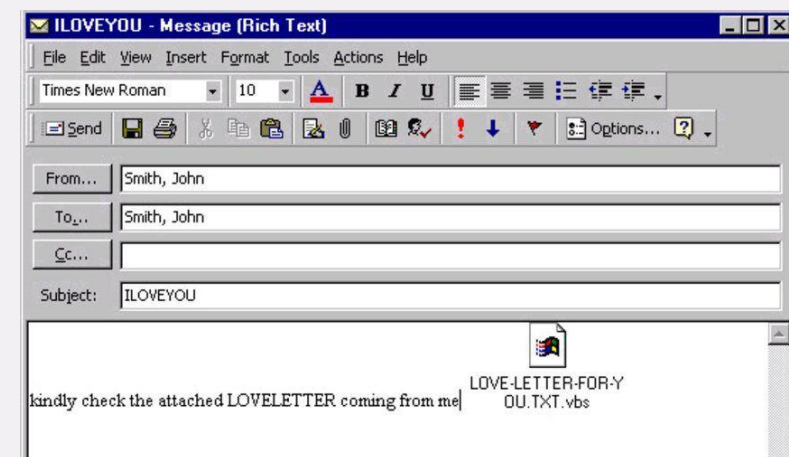 ILOVEYOU - Message (Rich Text)
File Edit View Insert Format Tools Actions Help
Times New Roman 10 A B I U
Send Options...
From... Smith, John
To... Smith, John
Cc...
Subject: ILOVEYOU
kindly check the attached LOVELETTER coming from me
LOVE-LETTER-FOR-Y
OU.TXT.vbs